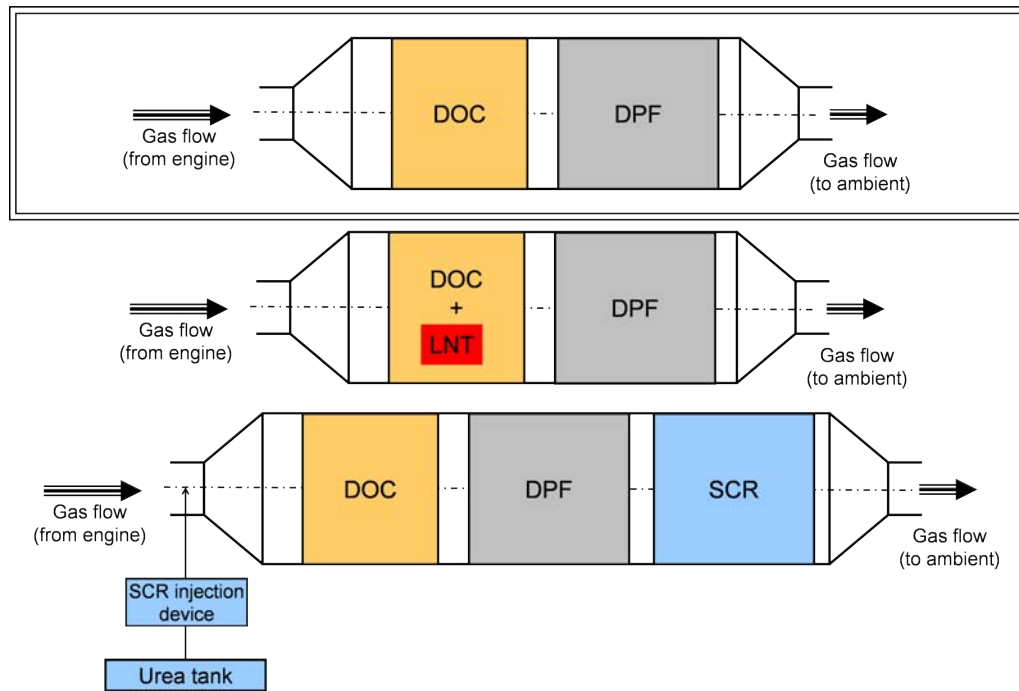 DOC
DPF
Gas flow
(from engine)
Gas flow
(to ambient)
DOC
+
LNT
DPF
Gas flow
(from engine)
Gas flow
(to ambient)
DOC
DPF
SCR
Gas flow
(from engine)
Gas flow
(to ambient)
SCR injection
device
Urea tank